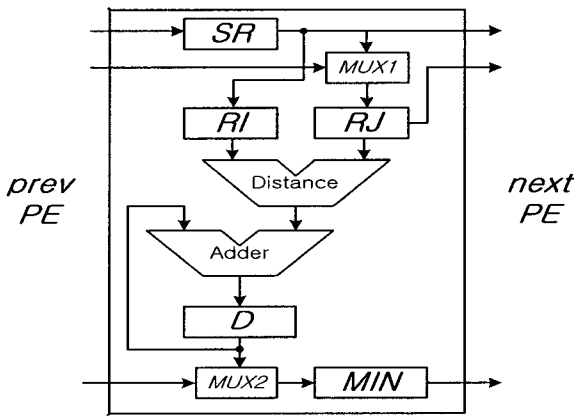 SR
MUX1
RI
RJ
Distance
prev
PE
next
PE
Adder
D
MUX2
MIN